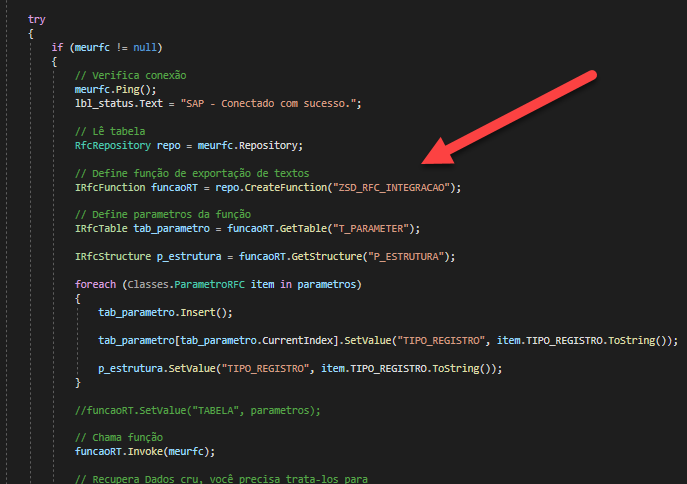 try
{
if (meurfc != null)
{
// Verifica conexão
meurfc.Ping();
lbl_status.Text = "SAP - Conectado com sucesso.";
// Lê tabela
RfcRepository repo = meurfc.Repository;
// Define função de exportação de textos
IRfcFunction funcaoRT = repo.CreateFunction("ZSD_RFC_INTEGRACAO");
// Define parametros da função
IRfcTable tab_parametro = funcaoRT.GetTable("T_PARAMETER");
IRfcStructure p_estrutura = funcaoRT.GetStructure("P_ESTRUTURA");
foreach (Classes.ParametroRFC item in parametros)
{
tab_parametro.Insert();
tab_parametro[tab_parametro.CurrentIndex].SetValue("TIPO_REGISTRO", item.TIPO_REGISTRO.ToString());
p_estrutura.SetValue("TIPO_REGISTRO", item.TIPO_REGISTRO.ToString());
}
//funcaoRT.SetValue("TABELA", parametros);
// Chama função
funcaoRT.Invoke(meurfc);
// Recupera Dados cru, você precisa trata-los para